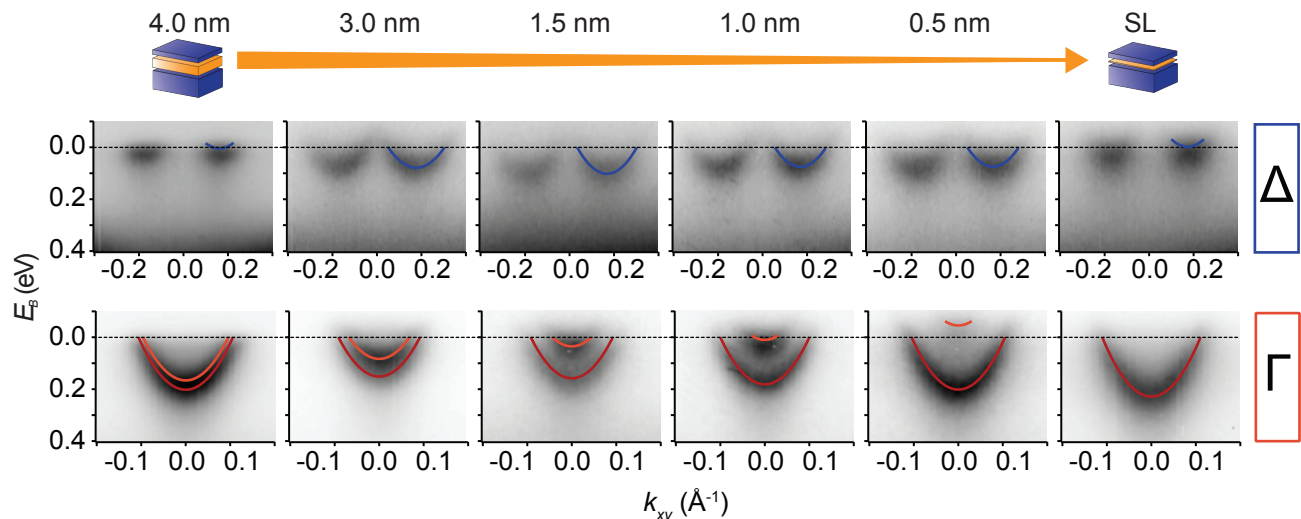 4.0 nm 3.0 nm 1.5 nm 1.0 nm 0.5 nm SL
0.0
0.1
0.2
0.4
Δ
-0.2 0.0 0.2 -0.2 0.0 0.2 -0.2 0.0 0.2 -0.2 0.0 0.2 -0.2 0.0 0.2 -0.2 0.0 0.2
E_B (eV)
0.0
0.2
0.4
Γ
-0.1 0.0 0.1 -0.1 0.0 0.1 -0.1 0.0 0.1 -0.1 0.0 0.1 -0.1 0.0 0.1 -0.1 0.0 0.1
k_xy (Å⁻¹)